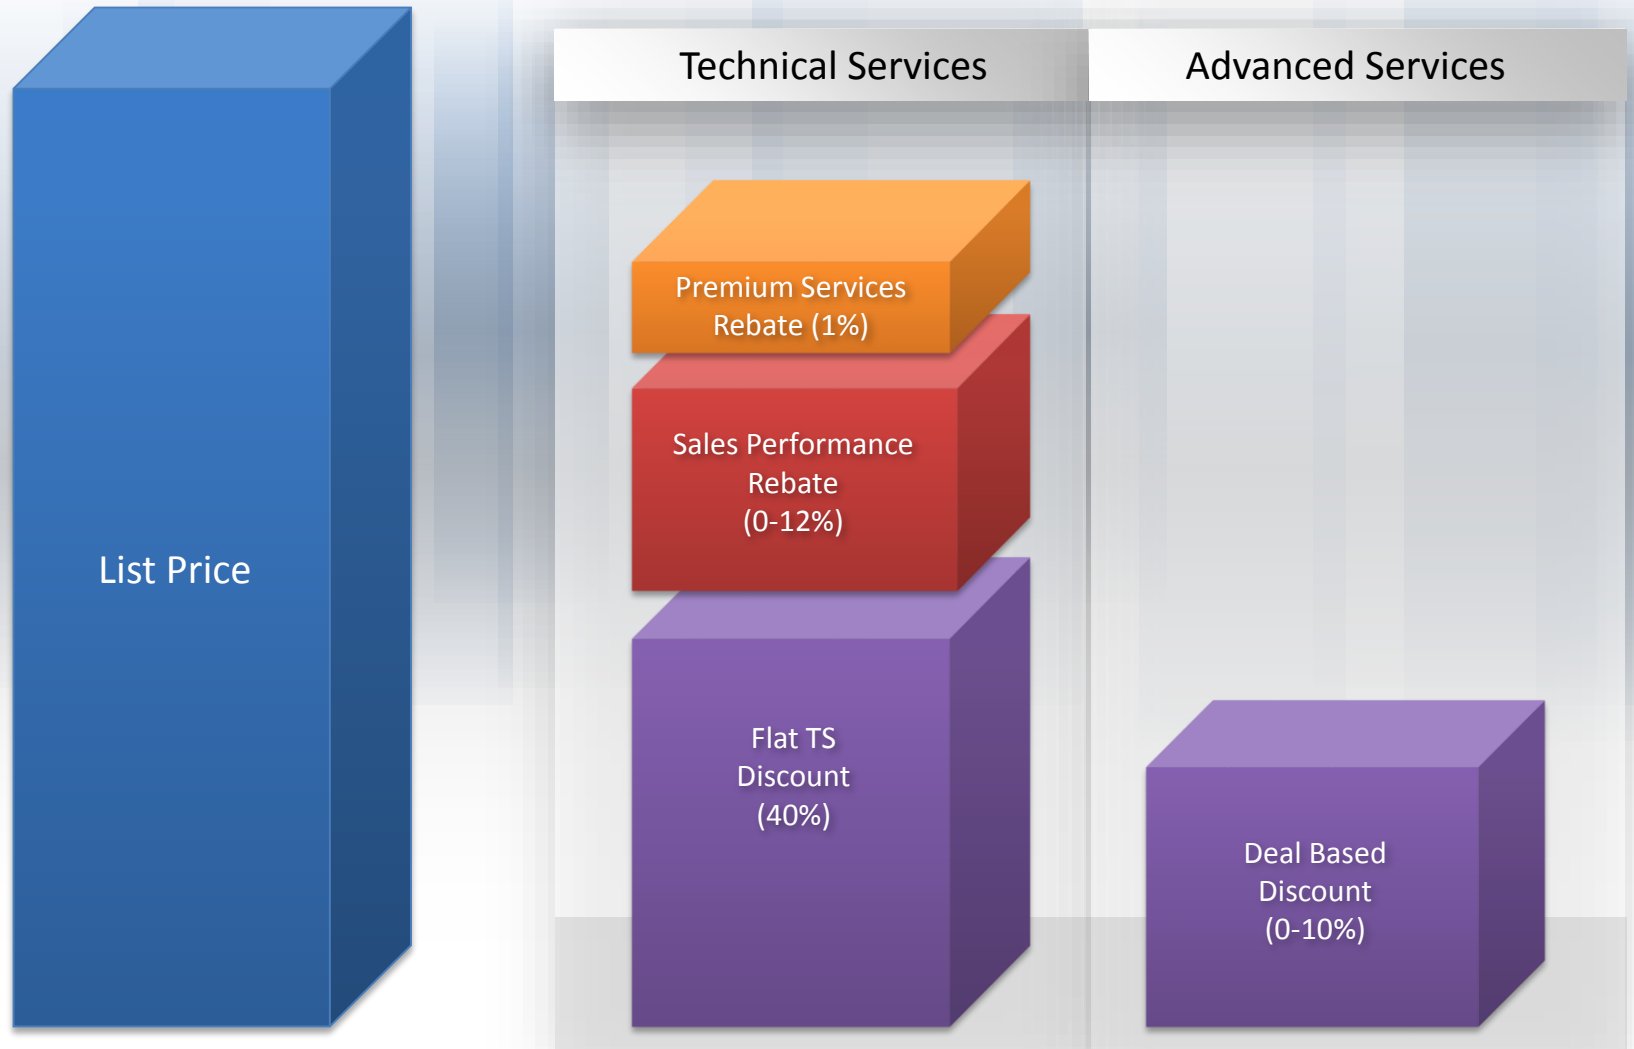 List Price
Technical Services
Premium Services
Rebate (1%)
Sales Performance
Rebate
(0-12%)
Flat TS
Discount
(40%)
Advanced Services
Deal Based
Discount
(0-10%)